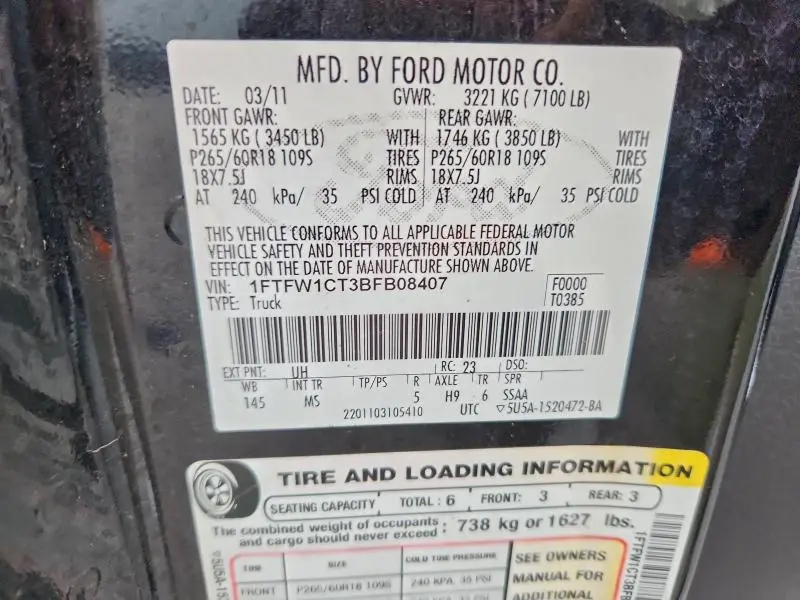 MFD. BY FORD MOTOR CO.
DATE: 03/11 GVWR: 3221 KG ( 7100 LB)
FRONT GAWR: REAR GAWR:
1565 KG ( 3450 LB) WITH 1746 KG ( 3850 LB) WITH
P265/60R18 109S TIRES P265/60R18 109S TIRES
18X7.5J RIMS 18X7.5J RIMS
AT 240 kPa/ 35 PSI COLD AT 240 kPa/ 35 PSI COLD
THIS VEHICLE CONFORMS TO ALL APPLICABLE FEDERAL MOTOR
VEHICLE SAFETY AND THEFT PREVENTION STANDARDS IN
EFFECT ON THE DATE OF MANUFACTURE SHOWN ABOVE.
VIN: 1FTFW1CT3BFB08407 F0000
TYPE: Truck T0385
EXT PNT: UH RC: 23 DSO:
WB INT TR TP/PS R AXLE TR SPR
145 MS 5 H9 6 SSAA
2201103105410 UTC ▽5U5A-1520472-BA
TIRE AND LOADING INFORMATION
SEATING CAPACITY TOTAL : 6 FRONT: 3 REAR: 3
The combined weight of occupants and cargo should never exceed : 738 kg or 1627 lbs.
TIRE SIZE COLD TIRE PRESSURE SEE OWNERS
FRONT P265/60R18 109S 240 KPA, 35 PSI MANUAL FOR
ADDITIONAL
▽5U5A-15
1FTFW1CT3BFB